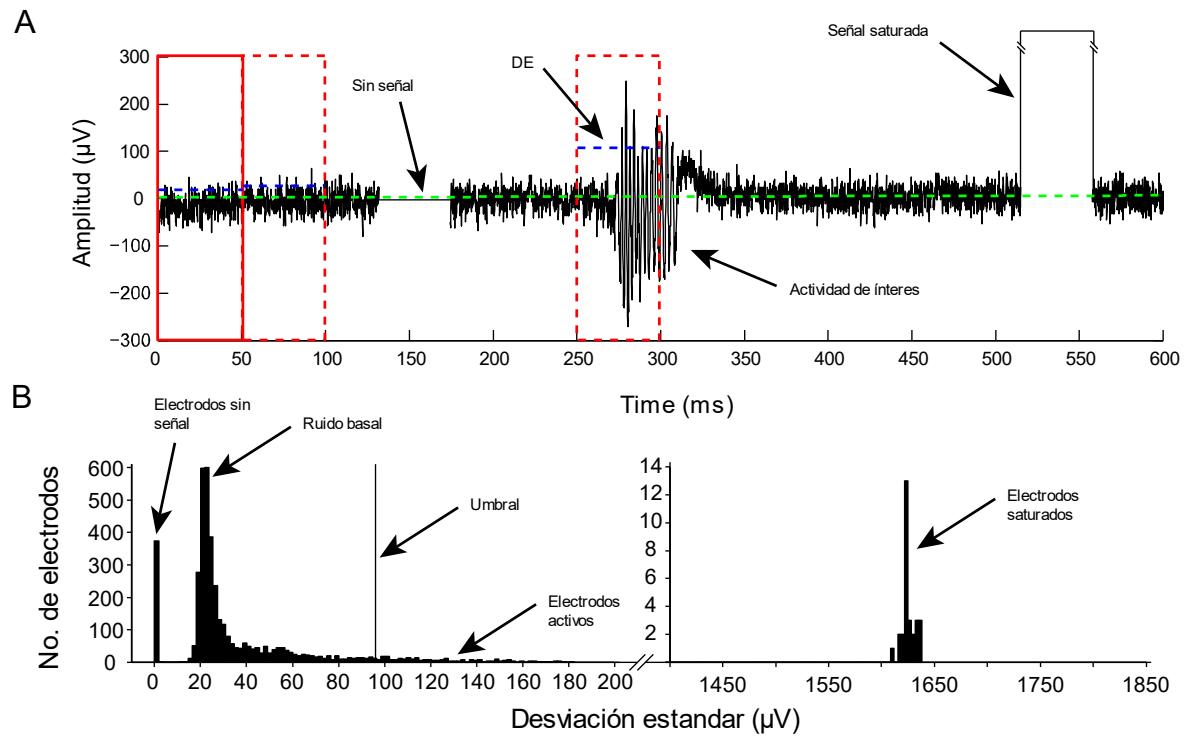 A
Señal saturada
DE
Sin señal
Actividad de ínteres
Amplitud (µV)
300
200
100
0
−100
−200
−300
0 50 100 150 200 250 300 350 400 450 500 550 600
Time (ms)
B
Electrodos sin
señal
Ruido basal
Umbral
Electrodos
activos
Electrodos
saturados
No. de electrodos
600
500
400
300
200
100
0
14
12
10
8
6
4
2
0 20 40 60 80 100 120 140 160 180 200
1450 1550 1650 1750 1850
Desviación estandar (µV)